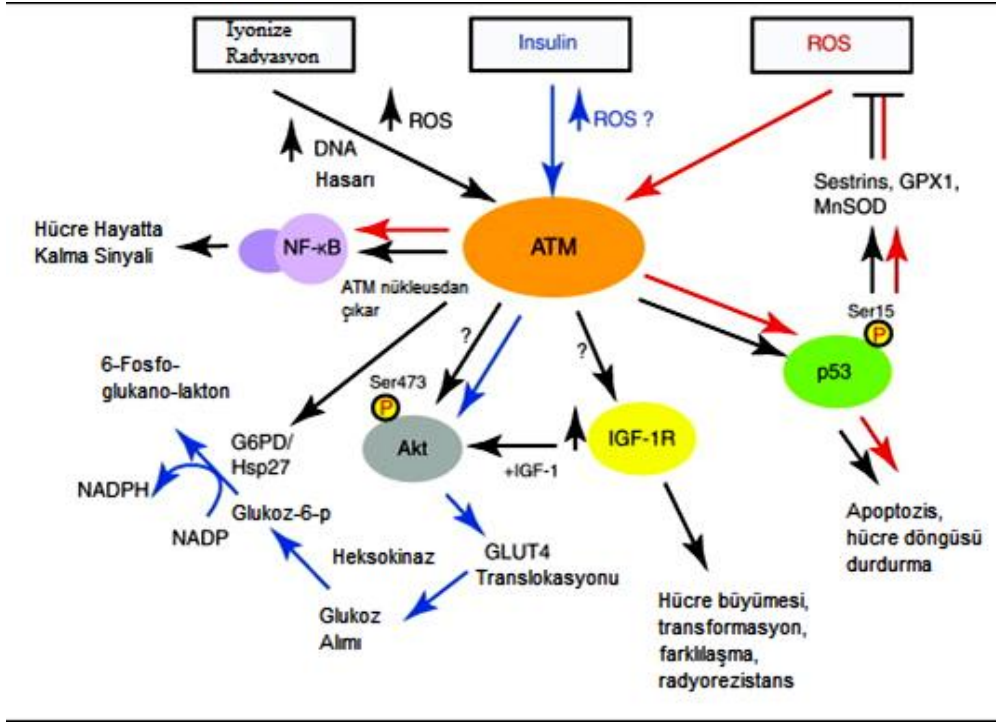 İyonize
Radyasyon
Insulin
ROS
ROS
ROS ?
DNA
Hasarı
Sestrins, GPX1,
MnSOD
Hücre Hayatta
Kalma Sinyali
NF-κB
ATM
ATM nükleusdan
çıkar
Ser15
P
p53
?
?
6-Fosfo-
glukano-lakton
Ser473
P
Akt
G6PD/
Hsp27
+IGF-1
IGF-1R
NADPH
NADP
Glukoz-6-p
Heksokinaz
GLUT4
Translokasyonu
Glukoz
Alımı
Apoptozis,
hücre döngüsü
durdurma
Hücre büyümesi,
transformasyon,
farklılaşma,
radyorezistans